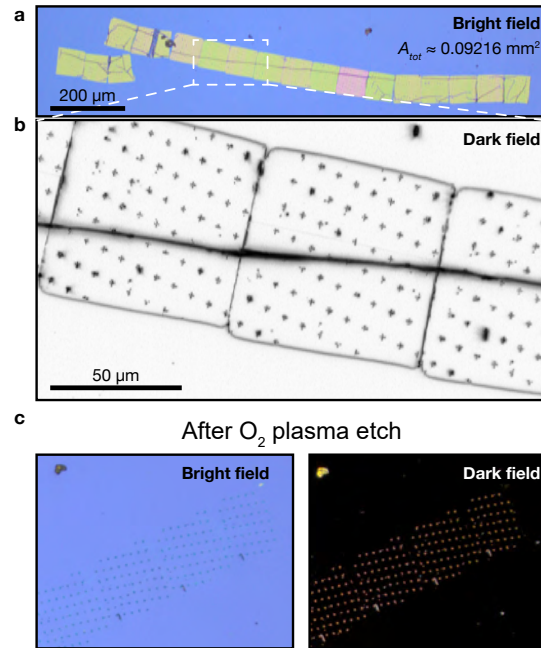 a
Bright field
A_tot ≈ 0.09216 mm²
200 µm
b
Dark field
50 µm
c
After O₂ plasma etch
Bright field
Dark field